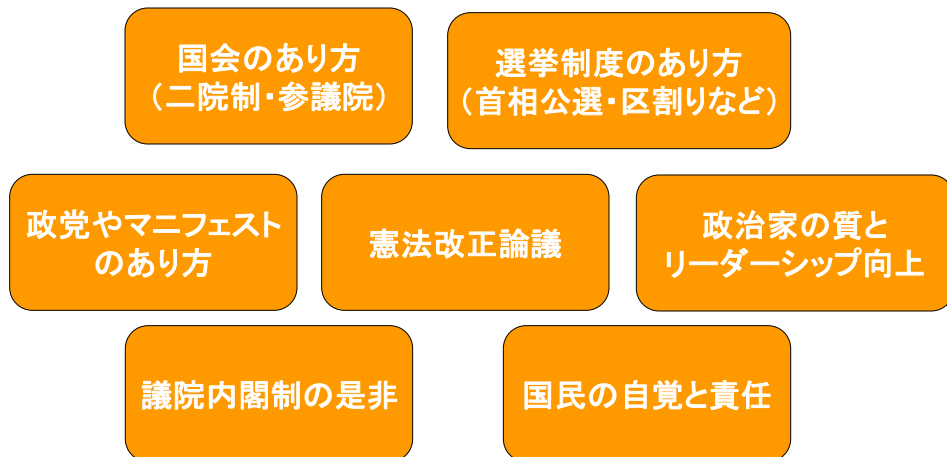 国会のあり方
（二院制・参議院）
選挙制度のあり方
（首相公選・区割りなど）
政党やマニフェスト
のあり方
憲法改正論議
政治家の質と
リーダーシップ向上
議院内閣制の是非
国民の自覚と責任